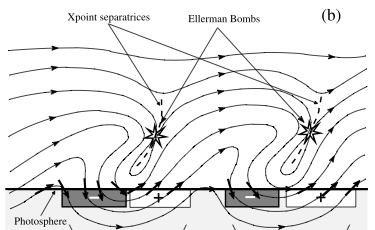 Xpoint separatrices
Ellerman Bombs
(b)
Photosphere
− + − +